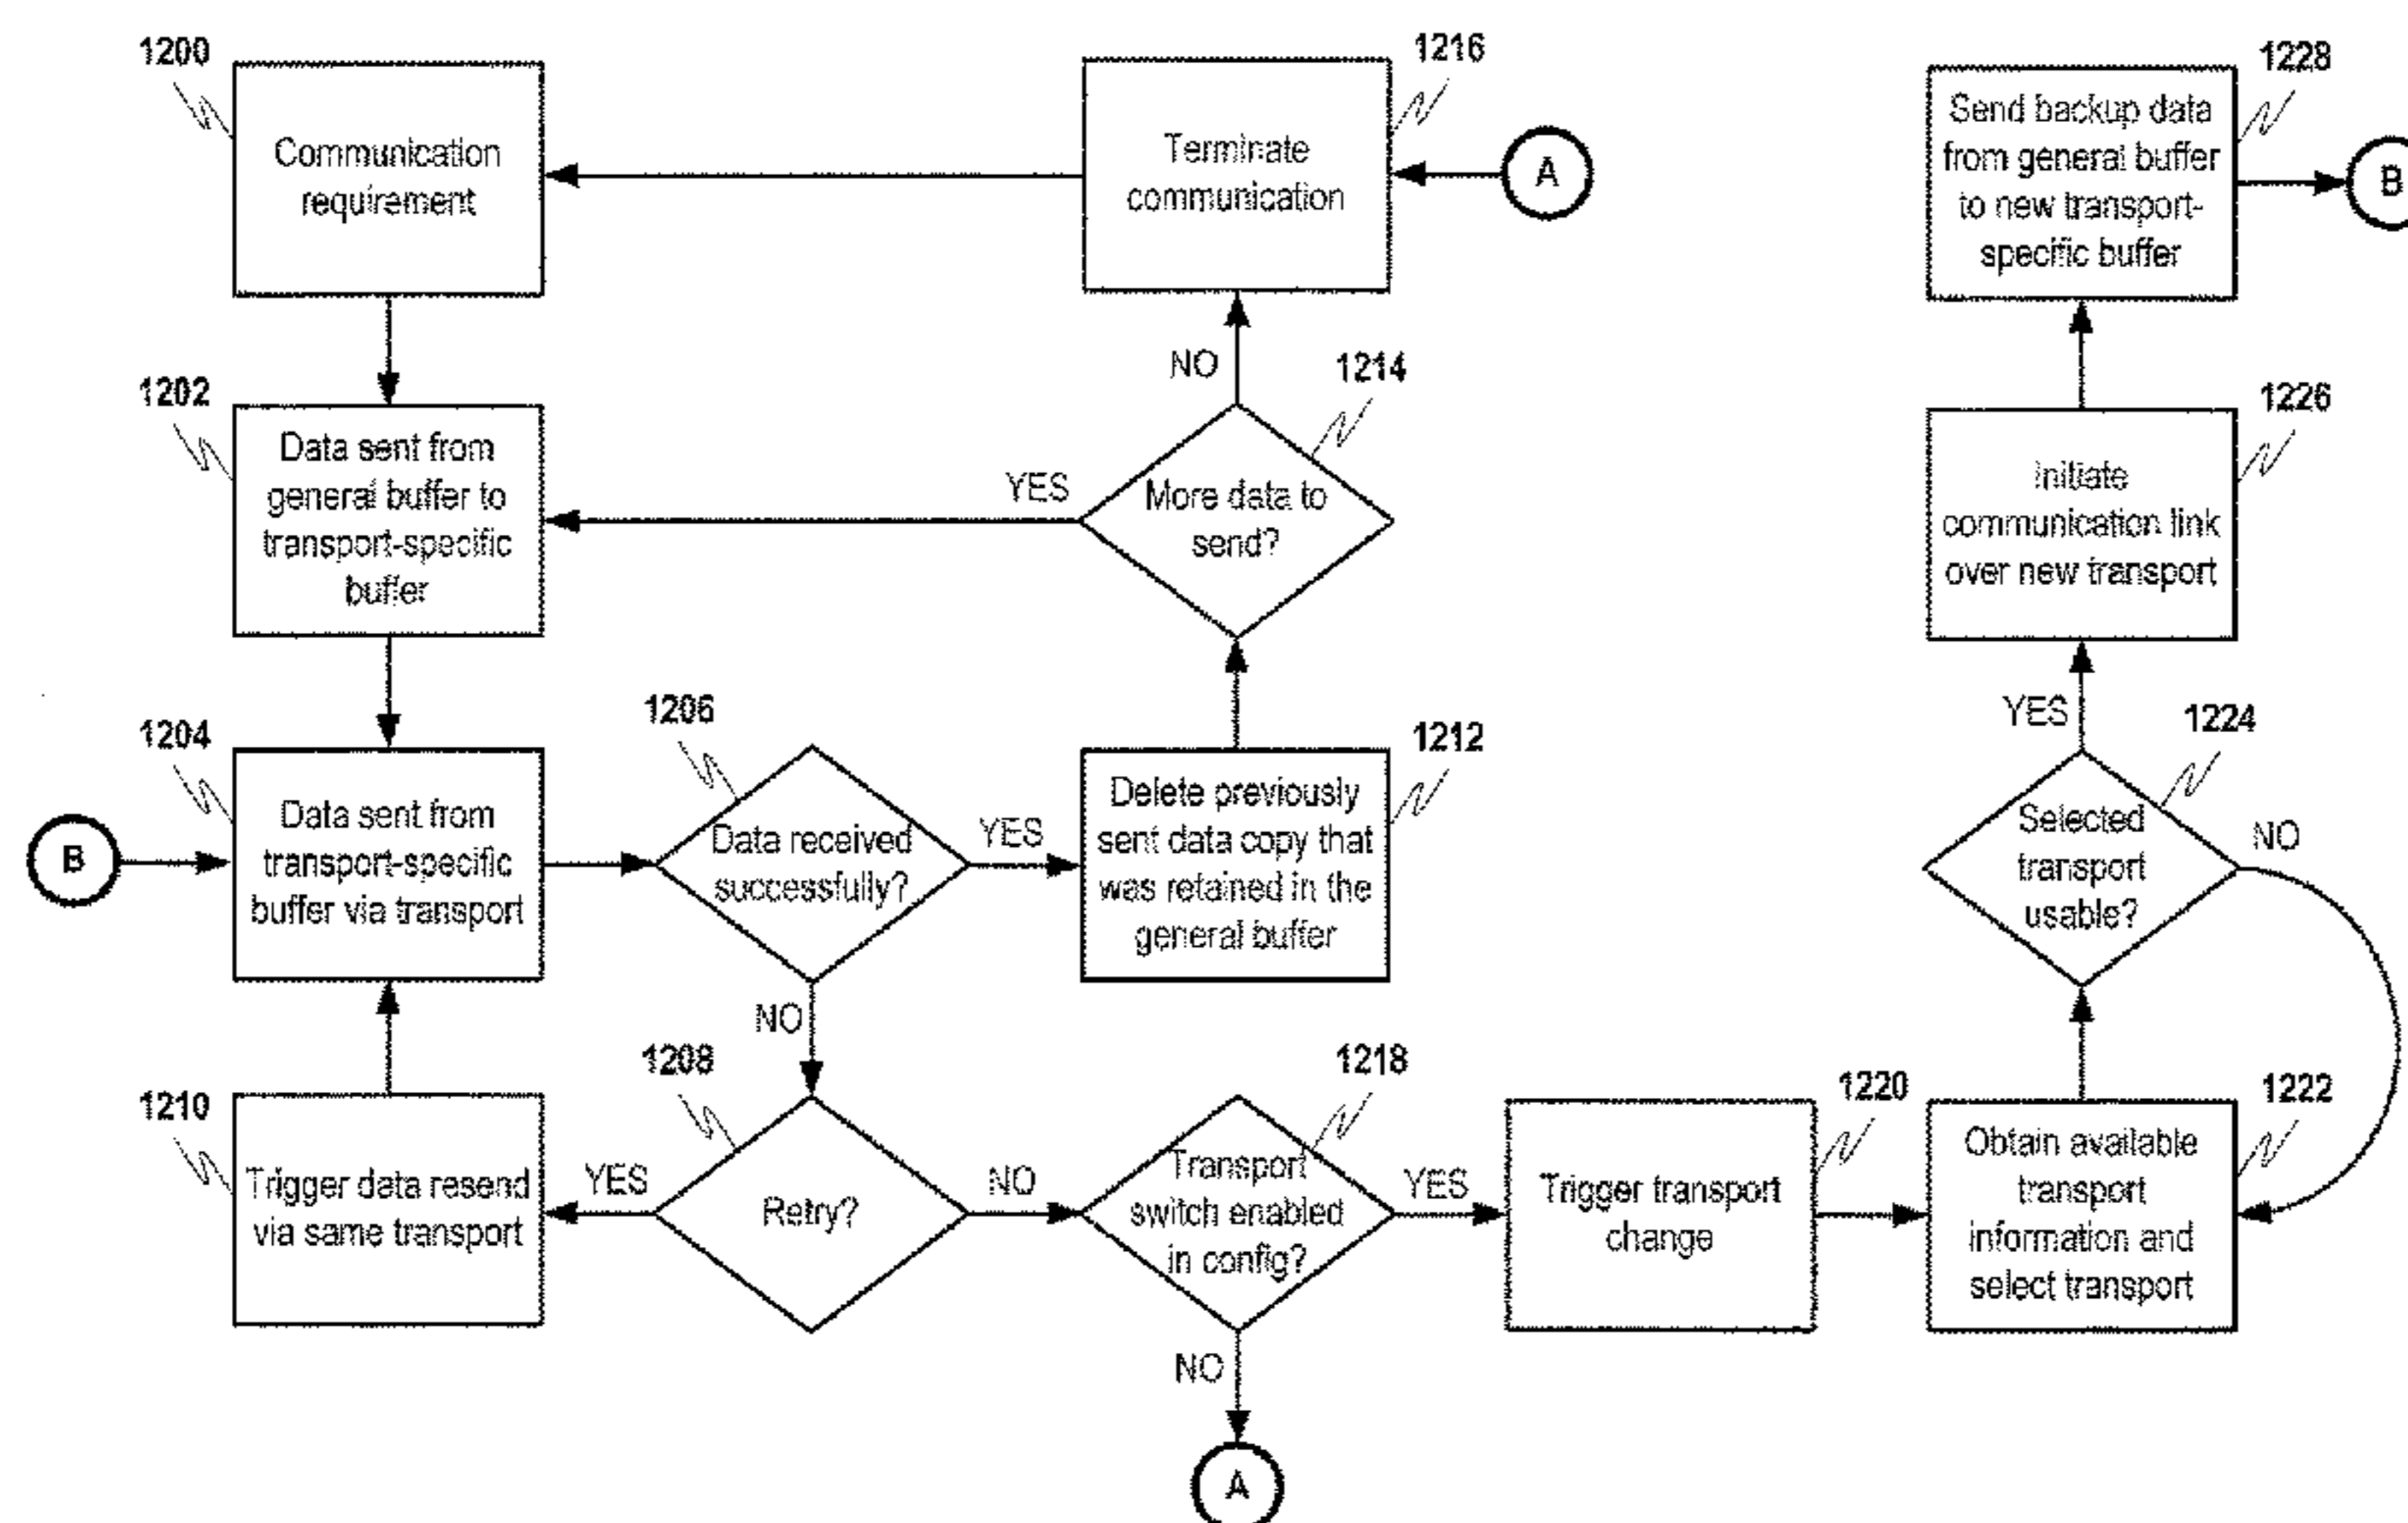 1200
Communication
requirement
1216
Terminate
communication
A
1228
Send backup data
from general buffer
to new transport-
specific buffer
B
1202
Data sent from
general buffer to
transport-specific
buffer
YES
NO
1214
More data to
send?
1226
Initiate
communication link
over new transport
B
1204
Data sent from
transport-specific
buffer via transport
1206
Data received
successfully?
YES
NO
1212
Delete previously
sent data copy that
was retained in the
general buffer
YES
1224
Selected
transport
usable?
NO
1210
Trigger data resend
via same transport
YES
1208
Retry?
NO
1218
Transport
switch enabled
in config?
YES
NO
1220
Trigger transport
change
1222
Obtain available
transport
information and
select transport
A